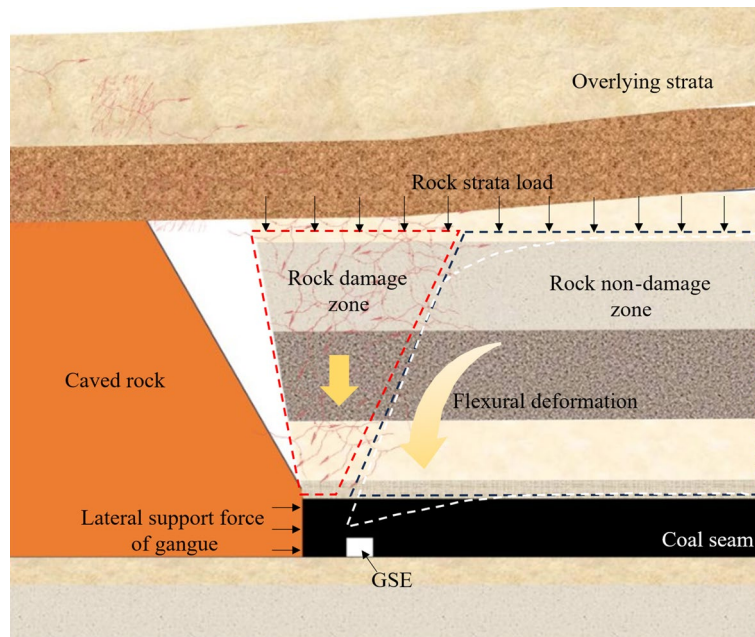 Overlying strata
Rock strata load
Rock damage
zone
Rock non-damage
zone
Caved rock
Flexural deformation
Lateral support force
of gangue
Coal seam
GSE